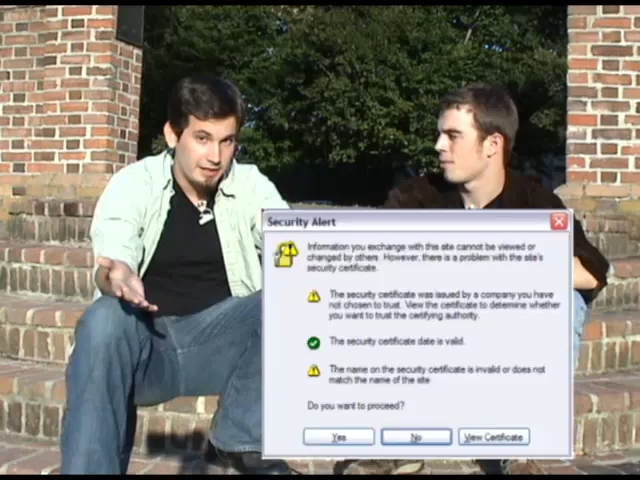 Security Alert
Information you exchange with this site cannot be viewed or
changed by others. However, there is a problem with the site's
security certificate.
The security certificate was issued by a company you have
not chosen to trust. View the certificate to determine whether
you want to trust the certifying authority.
The security certificate date is valid.
The name on the security certificate is invalid or does not
match the name of the site
Do you want to proceed?
Yes
No
View Certificate